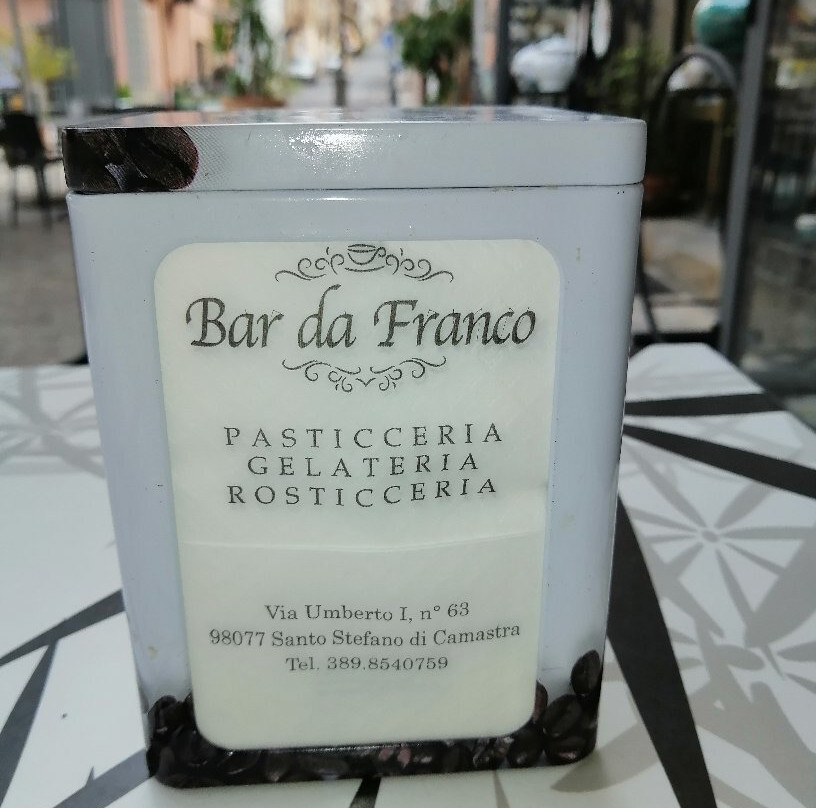 Bar da Franco
PASTICCERIA
GELATERIA
ROSTICCERIA
Via Umberto I, n° 63
98077 Santo Stefano di Camastra
Tel. 389.8540759